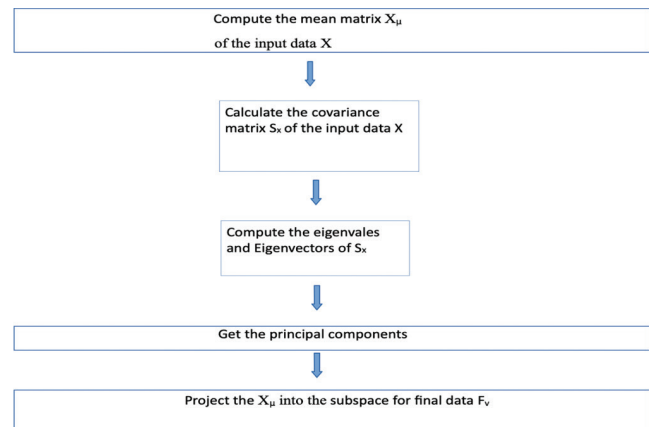 Compute the mean matrix Xμ
of the input data X
Calculate the covariance
matrix Sx of the input data X
Compute the eigenvales
and Eigenvectors of Sx
Get the principal components
Project the Xμ into the subspace for final data Fv